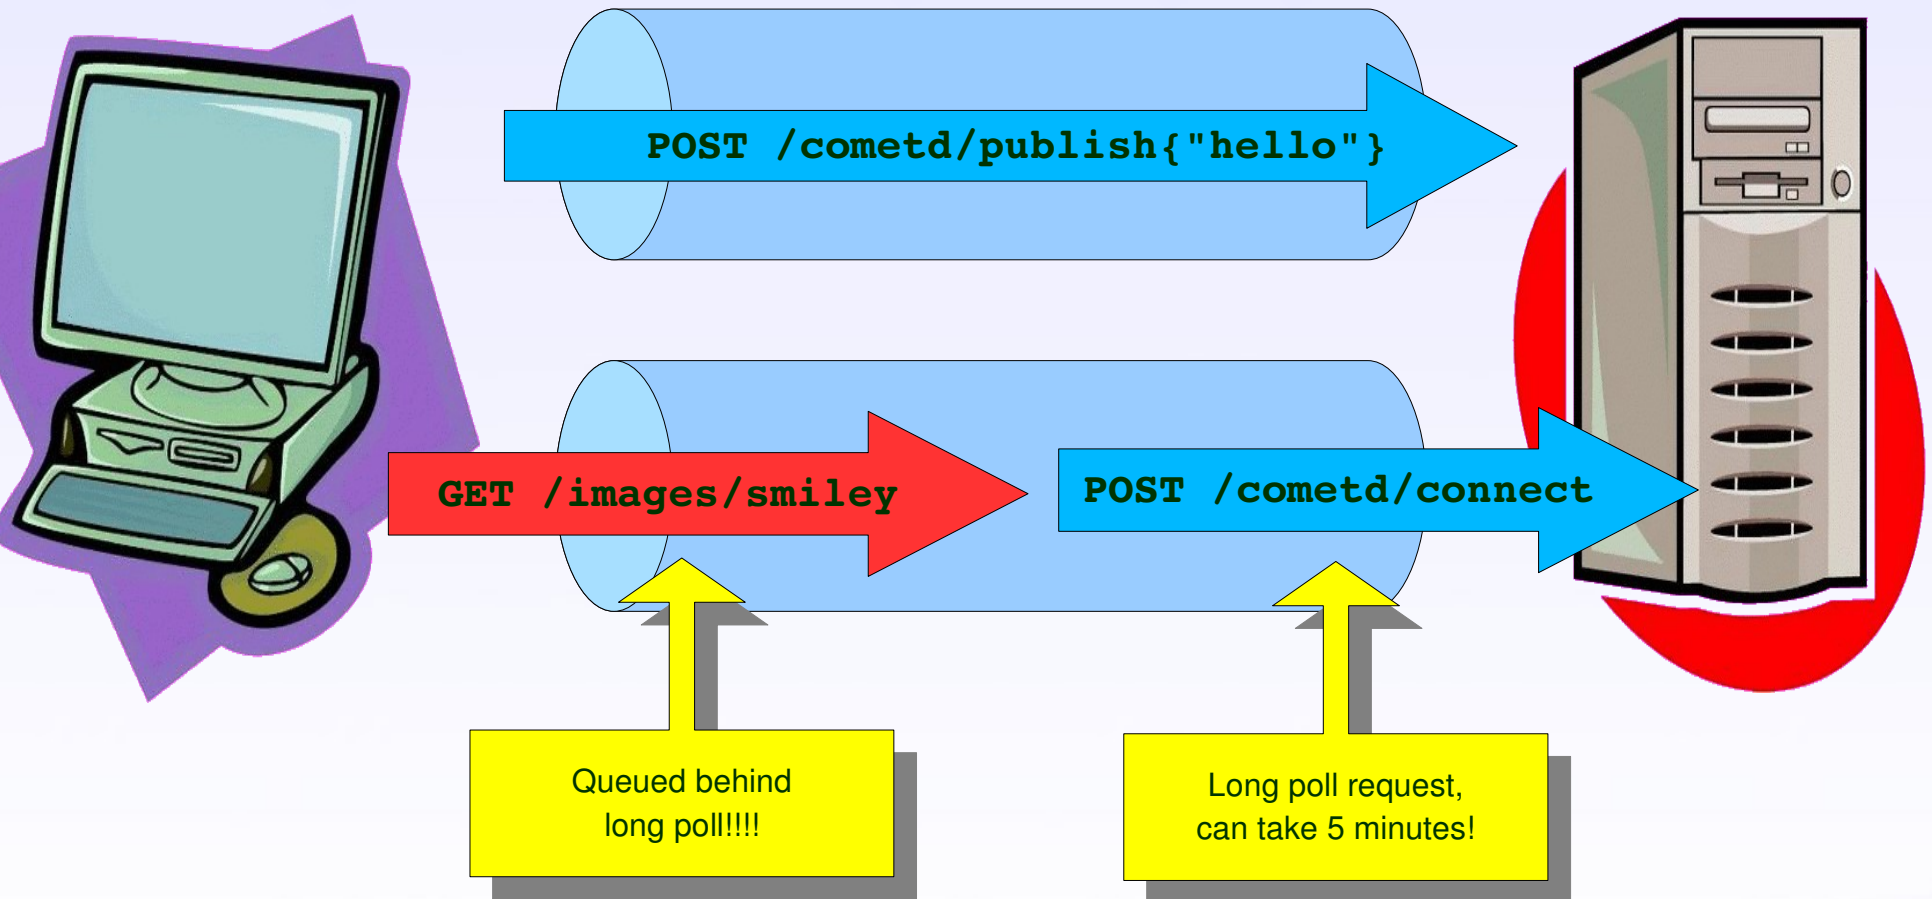 POST /cometd/publish{"hello"}
GET /images/smiley
POST /cometd/connect
Queued behind
long poll!!!!
Long poll request,
can take 5 minutes!